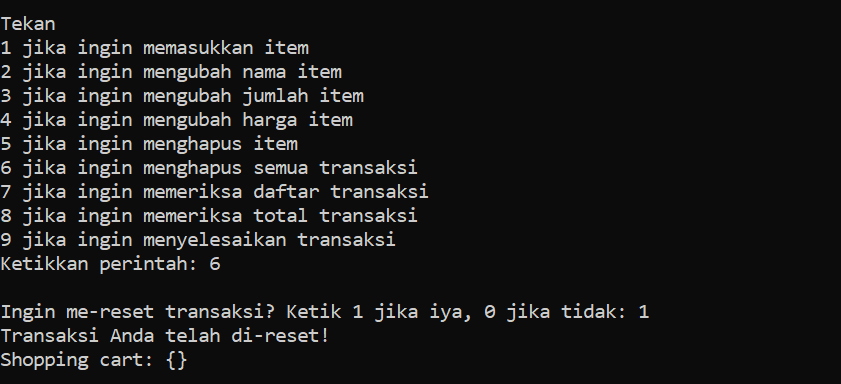 Tekan
1 jika ingin memasukkan item
2 jika ingin mengubah nama item
3 jika ingin mengubah jumlah item
4 jika ingin mengubah harga item
5 jika ingin menghapus item
6 jika ingin menghapus semua transaksi
7 jika ingin memeriksa daftar transaksi
8 jika ingin memeriksa total transaksi
9 jika ingin menyelesaikan transaksi
Ketikkan perintah: 6
Ingin me-reset transaksi? Ketik 1 jika iya, 0 jika tidak: 1
Transaksi Anda telah di-reset!
Shopping cart: {}